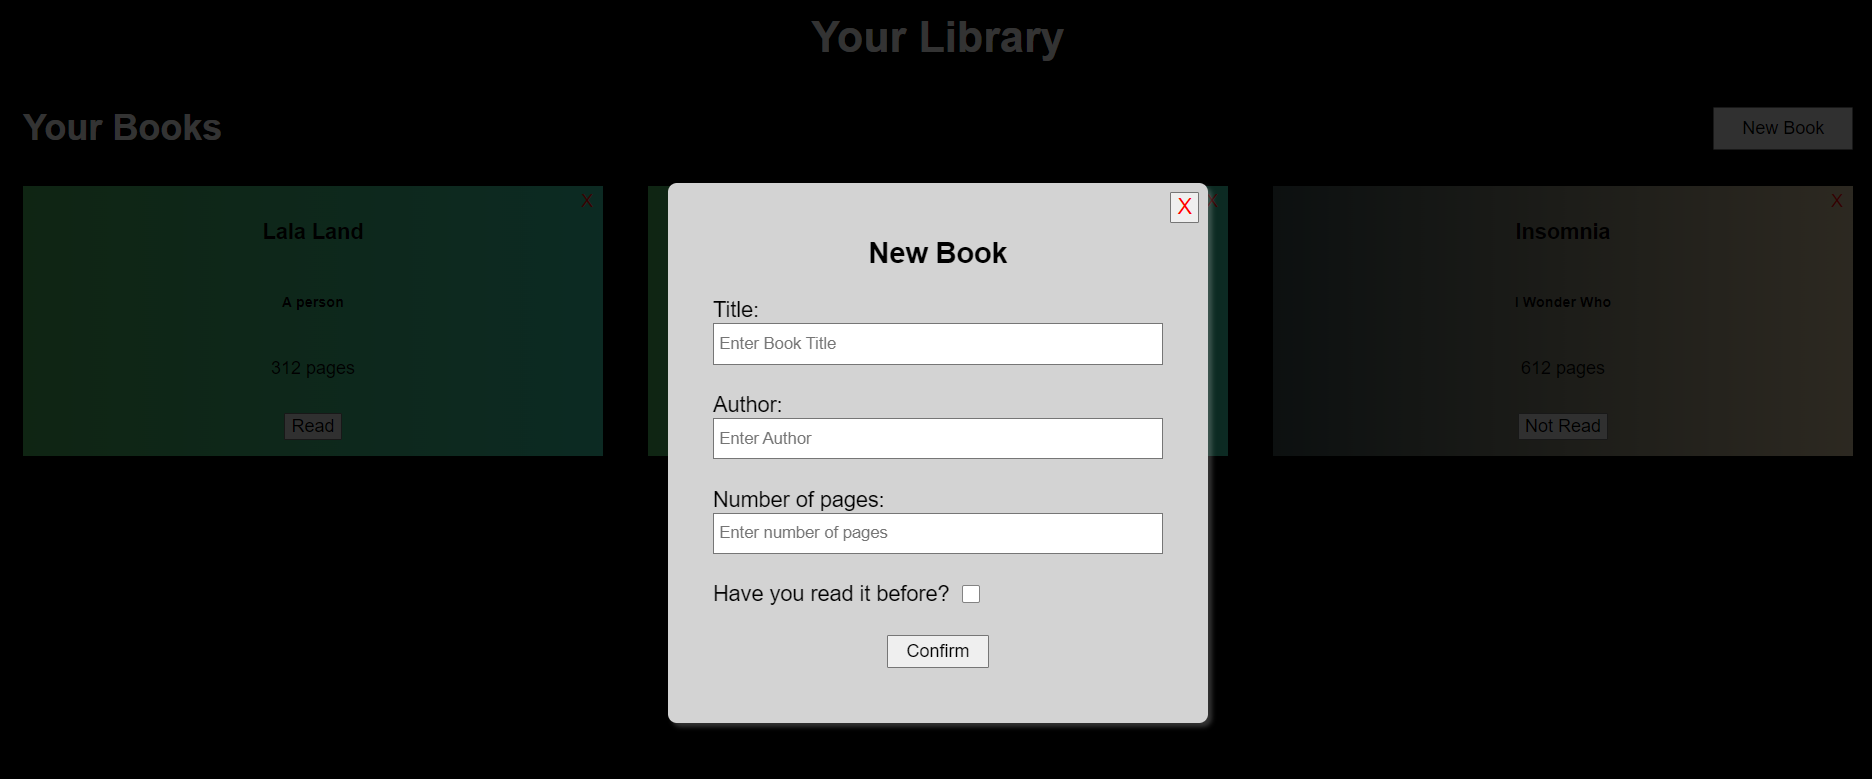 Your Library
Your Books
New Book
X
Lala Land
A person
312 pages
Read
X
X
Insomnia
I Wonder Who
612 pages
Not Read
X
New Book
Title:
Enter Book Title
Author:
Enter Author
Number of pages:
Enter number of pages
Have you read it before?
Confirm